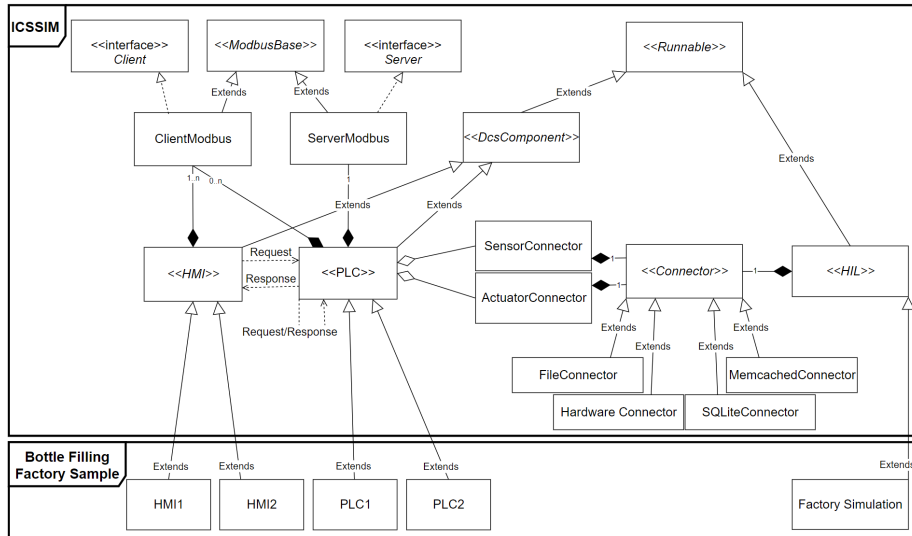 ICSSIM
<<interface>>
Client
<<ModbusBase>>
<<interface>>
Server
<<Runnable>>
Extends
Extends
Extends
ClientModbus
ServerModbus
<<DcsComponent>>
Extends
1..n
0..n
1
Extends
Extends
<<HMI>>
Request
Response
<<PLC>>
Request/Response
SensorConnector
ActuatorConnector
1
1
<<Connector>>
1
<<HIL>>
Extends
Extends
Extends
Extends
FileConnector
MemcachedConnector
Hardware Connector
SQLiteConnector
Bottle Filling
Factory Sample
Extends
Extends
Extends
Extends
Extends
HMI1
HMI2
PLC1
PLC2
Factory Simulation